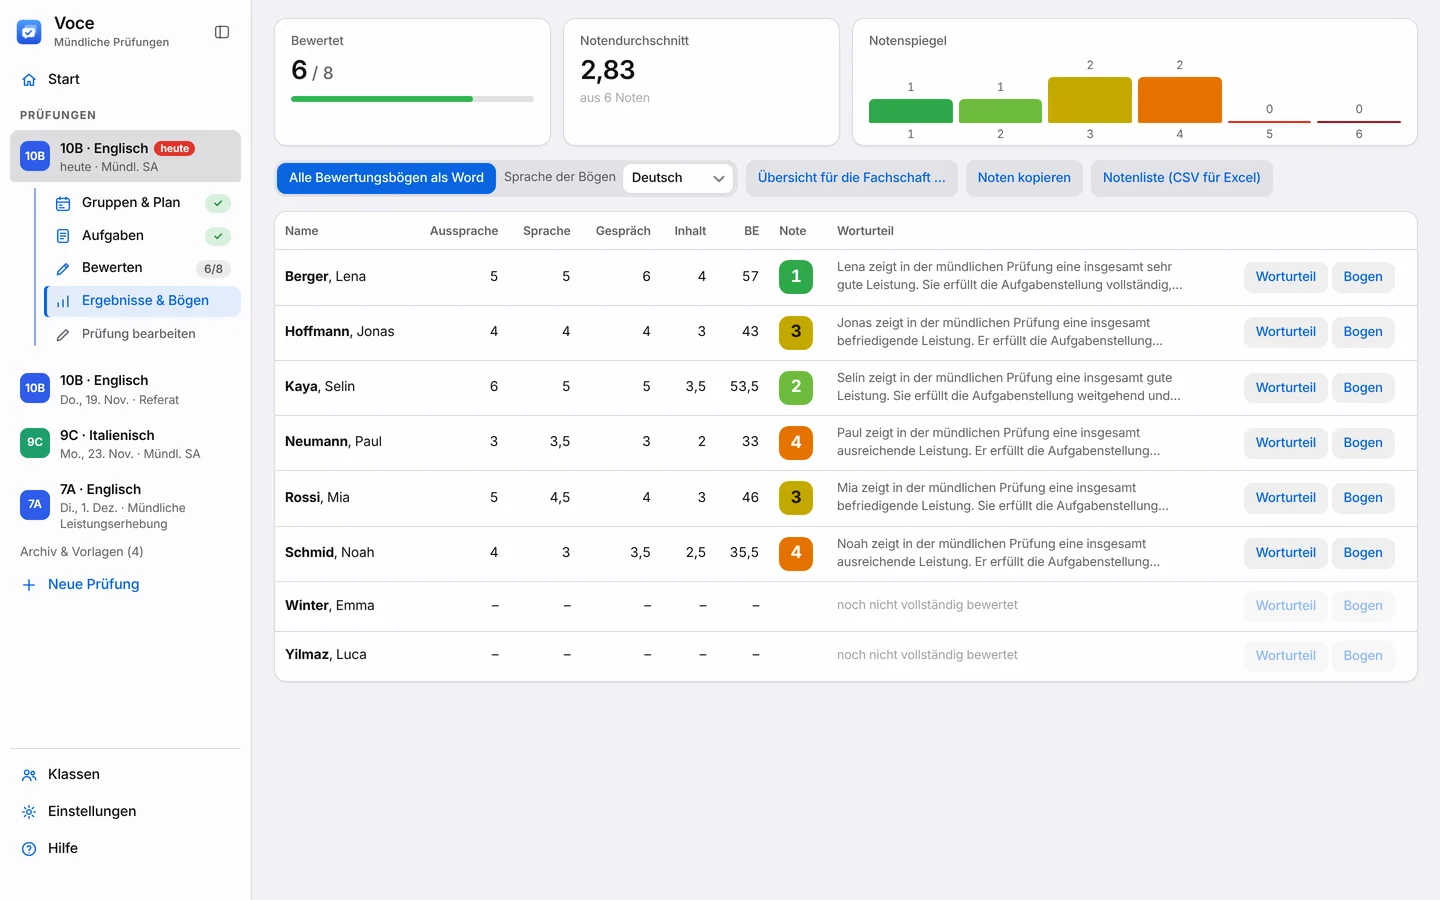 Voce
Mündliche Prüfungen
Start
PRÜFUNGEN
10B
10B · Englisch heute
heute · Mündl. SA
Gruppen & Plan
Aufgaben
Bewerten 6/8
Ergebnisse & Bögen
Prüfung bearbeiten
10B
10B · Englisch
Do., 19. Nov. · Referat
9C
9C · Italienisch
Mo., 23. Nov. · Mündl. SA
7A
7A · Englisch
Di., 1. Dez. · Mündliche
Leistungserhebung
Archiv & Vorlagen (4)
Neue Prüfung
Klassen
Einstellungen
Hilfe
Bewertet
6 / 8
Notendurchschnitt
2,83
aus 6 Noten
Notenspiegel
1 1 2 2 0 0
1 2 3 4 5 6
Alle Bewertungsbögen als Word Sprache der Bögen Deutsch Übersicht für die Fachschaft ... Noten kopieren Notenliste (CSV für Excel)
Name Aussprache Sprache Gespräch Inhalt BE Note Worturteil
Berger, Lena 5 5 6 4 57 1 Lena zeigt in der mündlichen Prüfung eine insgesamt sehr
gute Leistung. Sie erfüllt die Aufgabenstellung vollständig,... Worturteil Bogen
Hoffmann, Jonas 4 4 4 3 43 3 Jonas zeigt in der mündlichen Prüfung eine insgesamt
befriedigende Leistung. Er erfüllt die Aufgabenstellung... Worturteil Bogen
Kaya, Selin 6 5 5 3,5 53,5 2 Selin zeigt in der mündlichen Prüfung eine insgesamt gute
Leistung. Sie erfüllt die Aufgabenstellung weitgehend und... Worturteil Bogen
Neumann, Paul 3 3,5 3 2 33 4 Paul zeigt in der mündlichen Prüfung eine insgesamt
ausreichende Leistung. Er erfüllt die Aufgabenstellung... Worturteil Bogen
Rossi, Mia 5 4,5 4 3 46 3 Mia zeigt in der mündlichen Prüfung eine insgesamt
befriedigende Leistung. Sie erfüllt die Aufgabenstellung... Worturteil Bogen
Schmid, Noah 4 3 3,5 2,5 35,5 4 Noah zeigt in der mündlichen Prüfung eine insgesamt
ausreichende Leistung. Er erfüllt die Aufgabenstellung... Worturteil Bogen
Winter, Emma – – – – – noch nicht vollständig bewertet Worturteil Bogen
Yilmaz, Luca – – – – – noch nicht vollständig bewertet Worturteil Bogen